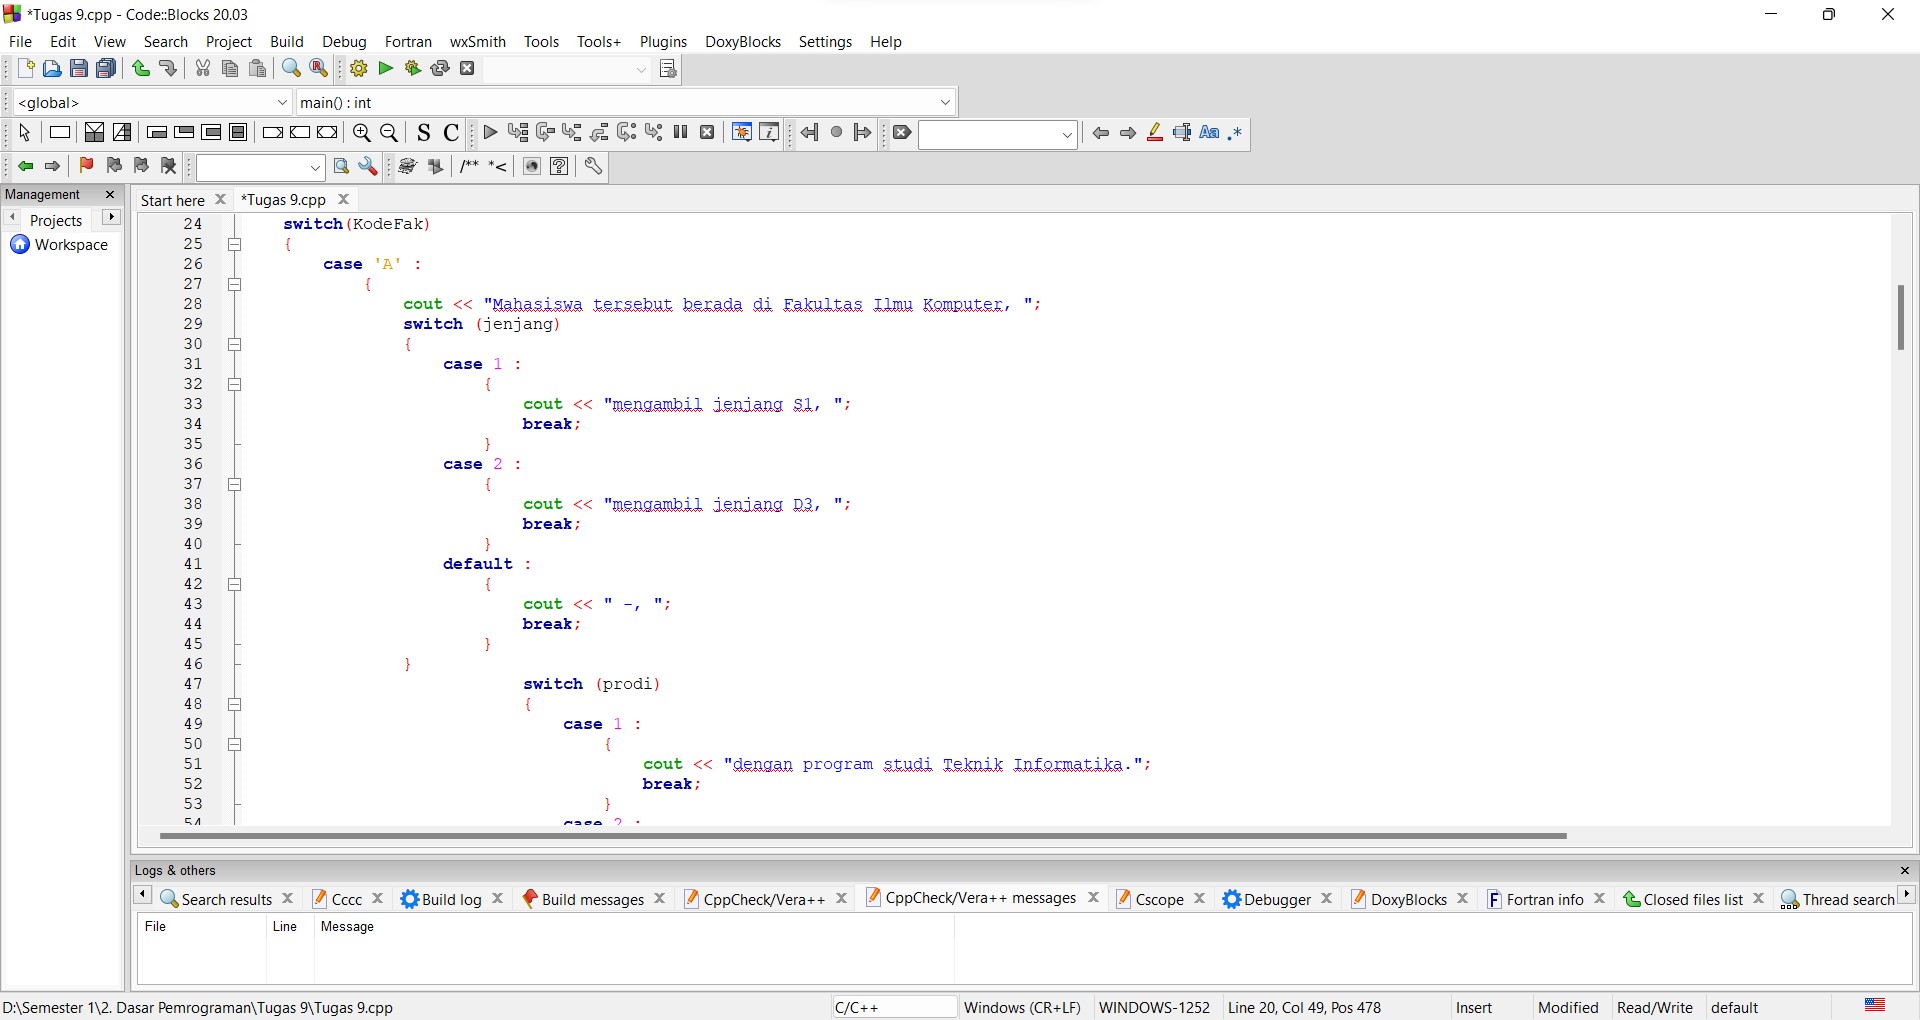 *Tugas 9.cpp - Code::Blocks 20.03
File Edit View Search Project Build Debug Fortran wxSmith Tools Tools+ Plugins DoxyBlocks Settings Help
<global> main() : int
S C
Aa .*
/** *<
Management
Start here *Tugas 9.cpp
Projects
Workspace
24 switch(KodeFak)
25 {
26 case 'A' :
27 {
28 cout << "Mahasiswa tersebut berada di Fakultas Ilmu Komputer, ";
29 switch (jenjang)
30 {
31 case 1 :
32 {
33 cout << "mengambil jenjang S1, ";
34 break;
35 }
36 case 2 :
37 {
38 cout << "mengambil jenjang D3, ";
39 break;
40 }
41 default :
42 {
43 cout << " -, ";
44 break;
45 }
46 }
47 switch (prodi)
48 {
49 case 1 :
50 {
51 cout << "dengan program studi Teknik Informatika.";
52 break;
53 }
54 case 2 :
Logs & others
Search results Cccc Build log Build messages CppCheck/Vera++ CppCheck/Vera++ messages Cscope Debugger DoxyBlocks Fortran info Closed files list Thread search
File Line Message
D:\Semester 1\2. Dasar Pemrograman\Tugas 9\Tugas 9.cpp C/C++ Windows (CR+LF) WINDOWS-1252 Line 20, Col 49, Pos 478 Insert Modified Read/Write default